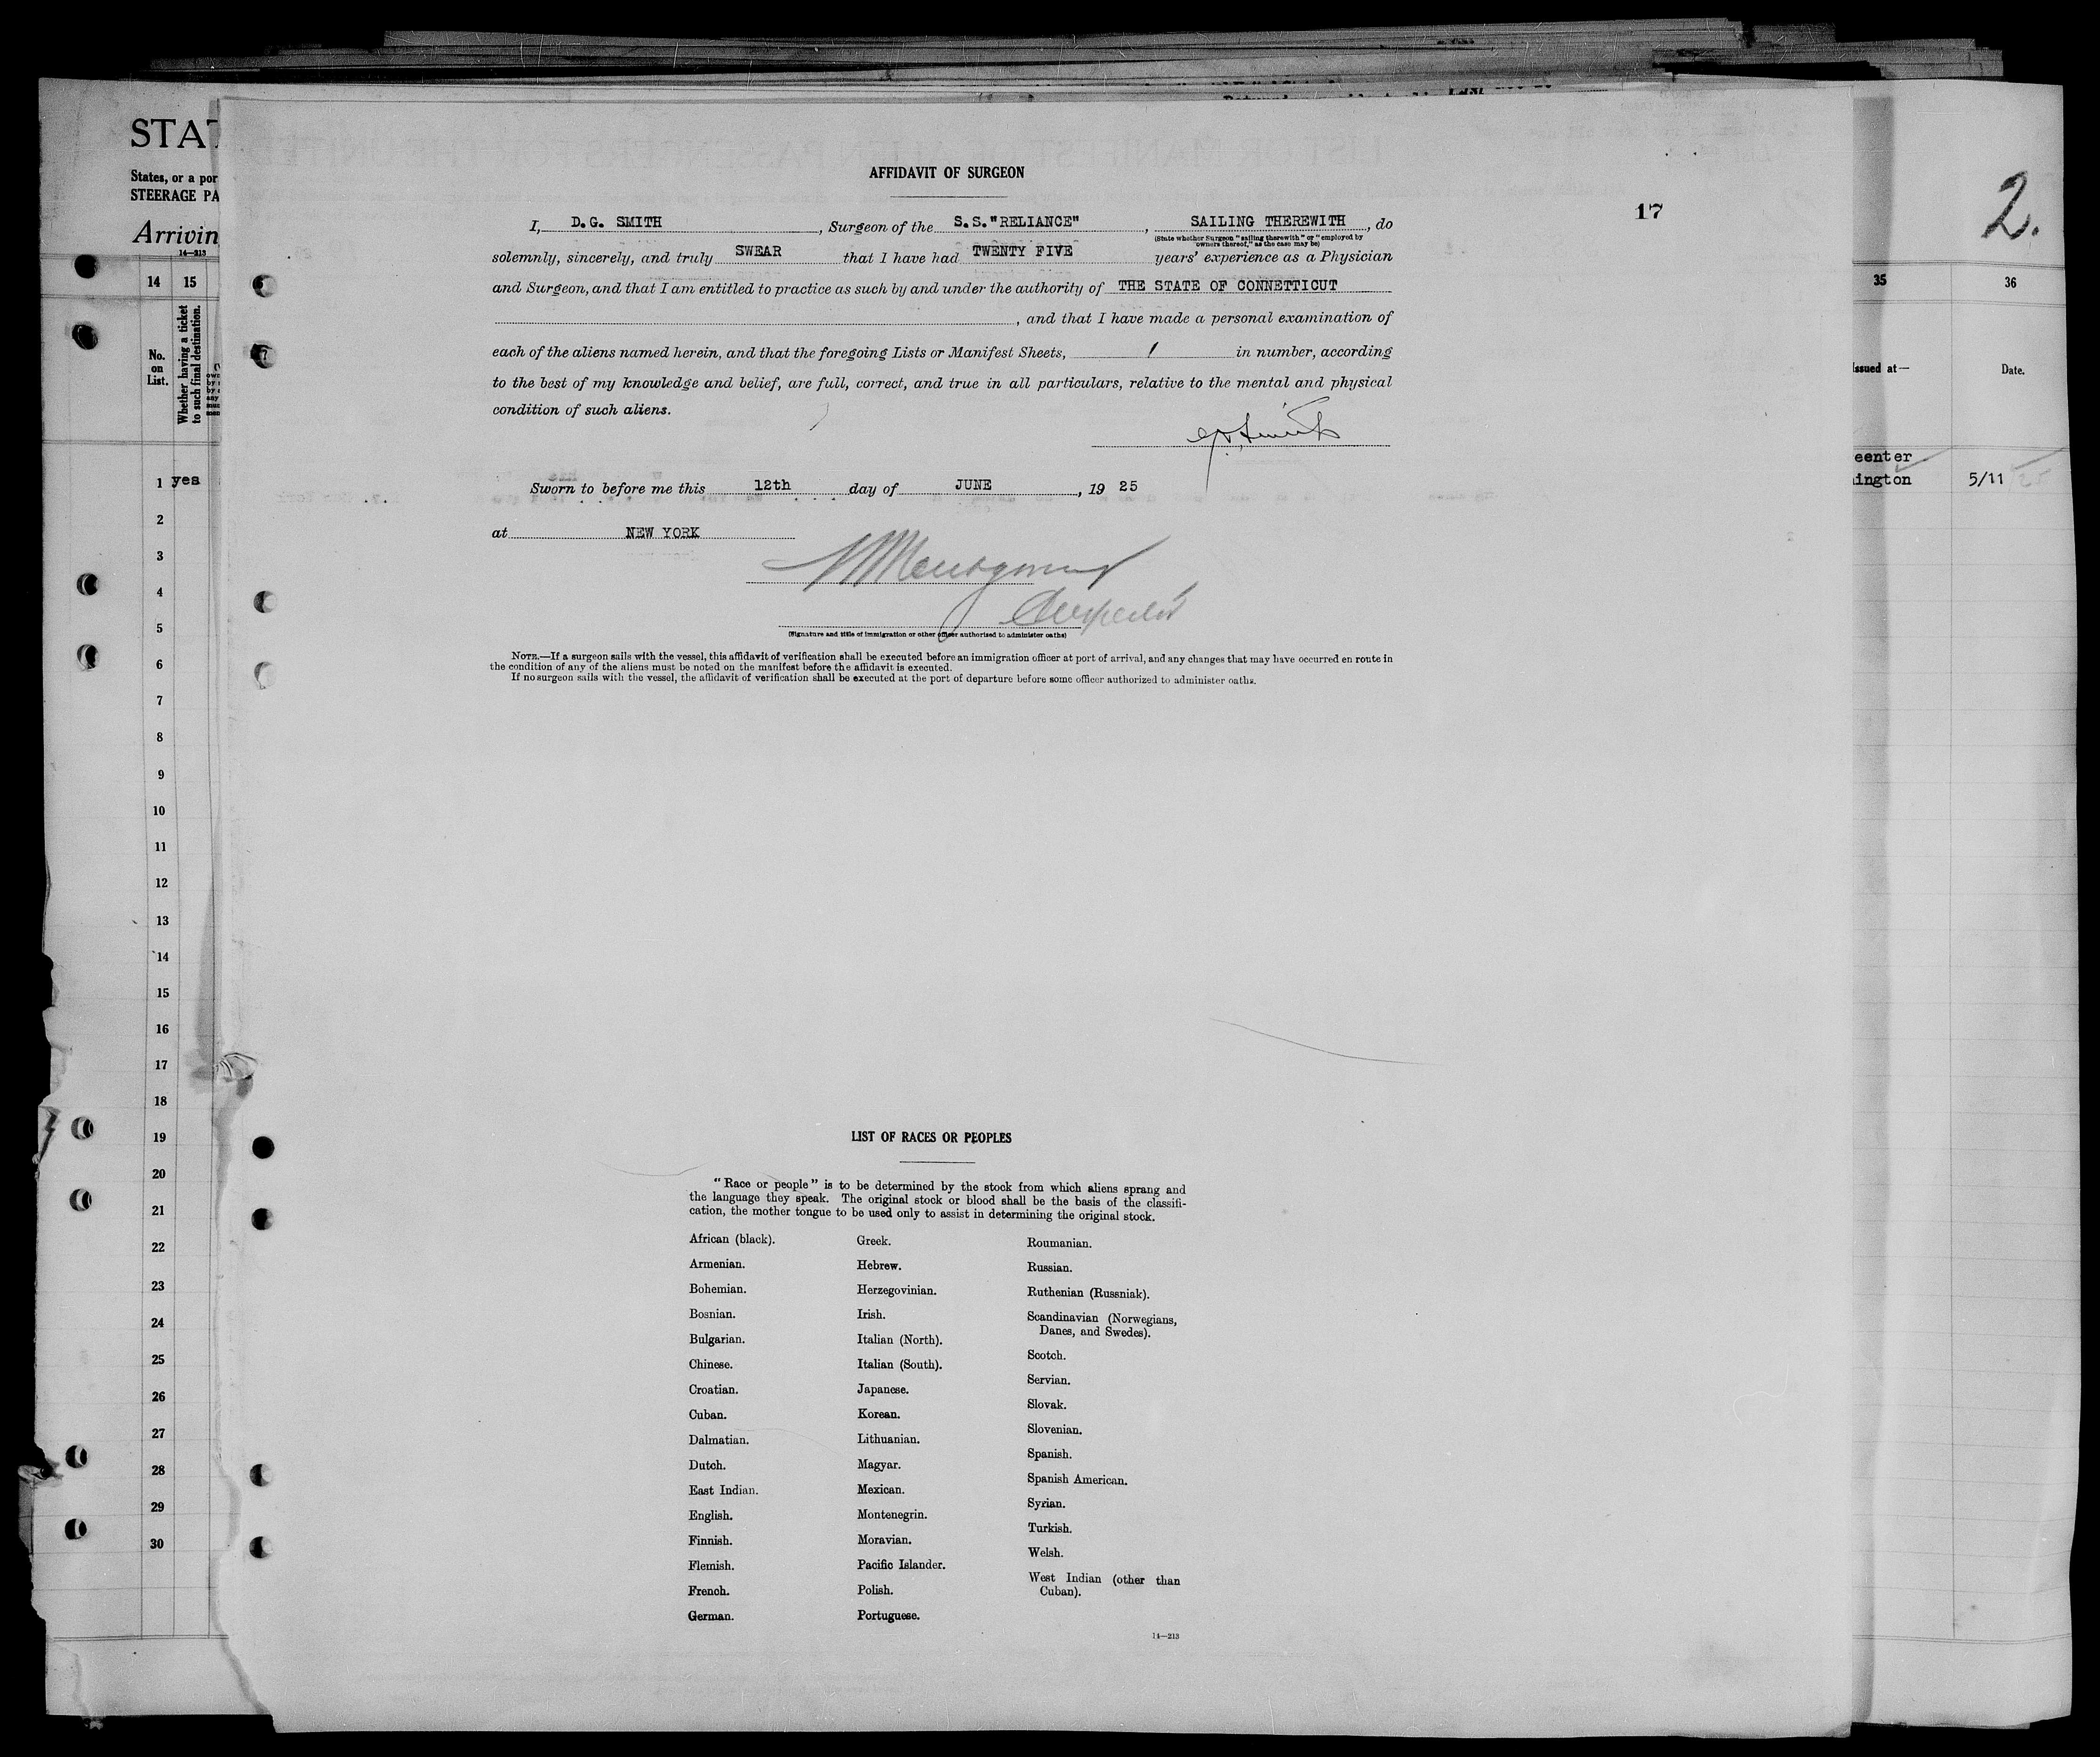 STAT
States, or a por
STEERAGE PA
Arrivin
14—213
14 15
No.
on
List.
Whether having a ticket
to such final destination.
1 yes
2
3
4
5
6
7
8
9
10
11
12
13
14
15
16
17
18
19
20
21
22
23
24
25
26
27
28
29
30
AFFIDAVIT OF SURGEON
17
I, D.G. SMITH, Surgeon of the S.S."RELIANCE", SAILING THEREWITH, do
(State whether Surgeon "sailing therewith" or "employed by
owners thereof," as the case may be)
solemnly, sincerely, and truly SWEAR that I have had TWENTY FIVE years' experience as a Physician
and Surgeon, and that I am entitled to practice as such by and under the authority of THE STATE OF CONNETTICUT
, and that I have made a personal examination of
each of the aliens named herein, and that the foregoing Lists or Manifest Sheets, 1 in number, according
to the best of my knowledge and belief, are full, correct, and true in all particulars, relative to the mental and physical
condition of such aliens.
Sworn to before me this 12th day of JUNE, 19 25
at NEW YORK
Montgomery
Inspector
(Signature and title of immigration or other officer authorized to administer oaths)
NOTE.—If a surgeon sails with the vessel, this affidavit of verification shall be executed before an immigration officer at port of arrival, and any changes that may have occurred en route in
the condition of any of the aliens must be noted on the manifest before the affidavit is executed.
If no surgeon sails with the vessel, the affidavit of verification shall be executed at the port of departure before some officer authorized to administer oaths.
LIST OF RACES OR PEOPLES
"Race or people" is to be determined by the stock from which aliens sprang and
the language they speak. The original stock or blood shall be the basis of the classifi-
cation, the mother tongue to be used only to assist in determining the original stock.
African (black).
Armenian.
Bohemian.
Bosnian.
Bulgarian.
Chinese.
Croatian.
Cuban.
Dalmatian.
Dutch.
East Indian.
English.
Finnish.
Flemish.
French.
German.
Greek.
Hebrew.
Herzegovinian.
Irish.
Italian (North).
Italian (South).
Japanese.
Korean.
Lithuanian.
Magyar.
Mexican.
Montenegrin.
Moravian.
Pacific Islander.
Polish.
Portuguese.
Roumanian.
Russian.
Ruthenian (Russniak).
Scandinavian (Norwegians,
Danes, and Swedes).
Scotch.
Servian.
Slovak.
Slovenian.
Spanish.
Spanish American.
Syrian.
Turkish.
Welsh.
West Indian (other than
Cuban).
14—213
2.
35 36
issued at—
Date.
eenter
ington 5/11 25